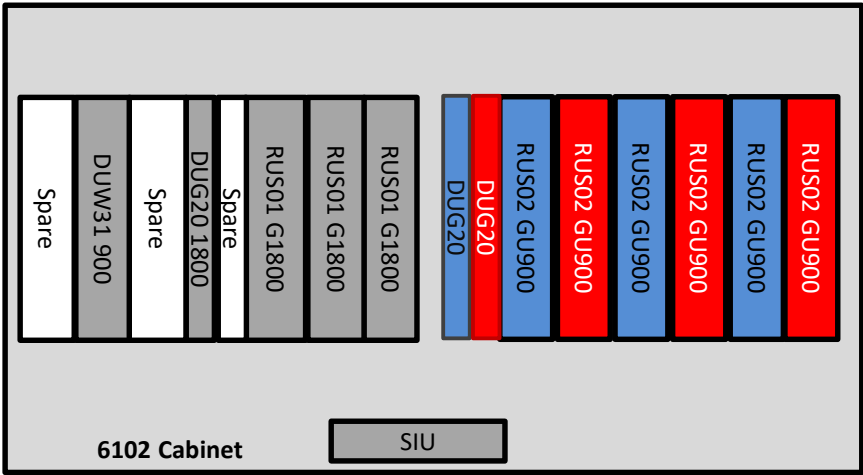 Spare
DUW31 900
Spare
DUG20 1800
Spare
RUS01 G1800
RUS01 G1800
RUS01 G1800
DUG20
DUG20
RUS02 GU900
RUS02 GU900
RUS02 GU900
RUS02 GU900
RUS02 GU900
RUS02 GU900
6102 Cabinet
SIU